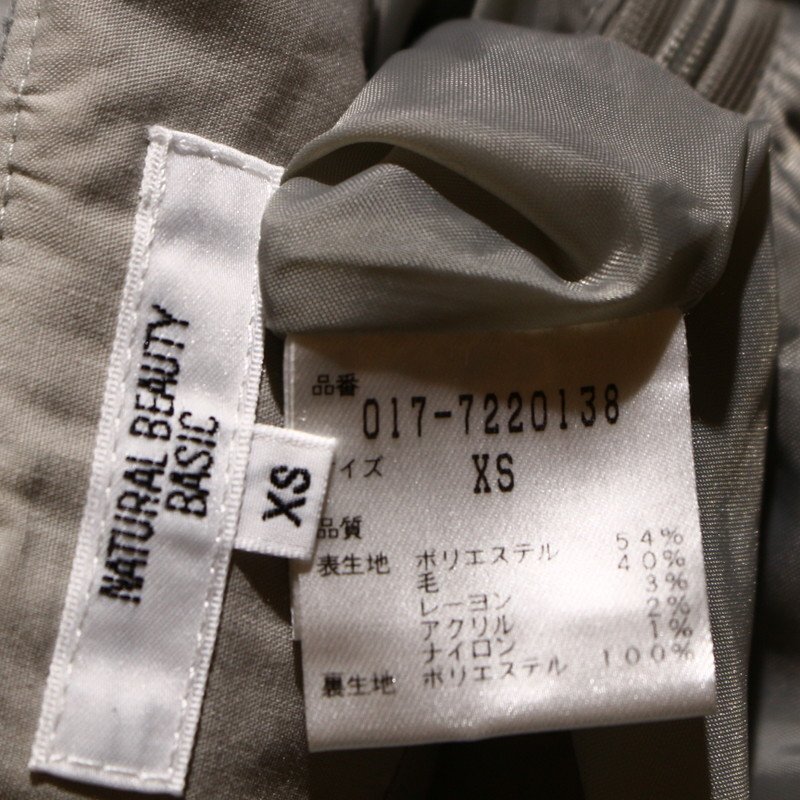 NATURAL BEAUTY
BASIC
XS
品番
017-7220138
イズ XS
品質
表生地 ポリエステル 54%
毛 40%
レーヨン 3%
アクリル 2%
ナイロン 1%
裏生地 ポリエステル 100%